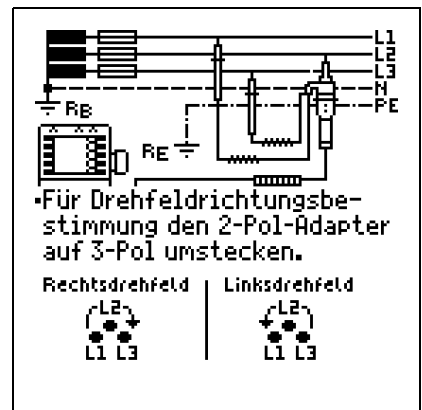 L1
L2
L3
N
PE
RB
RE
•Für Drehfeldrichtungsbe-
stimmung den 2-Pol-Adapter
auf 3-Pol umstecken.
Rechtsdrehfeld | Linksdrehfeld
L2 L2
L1 L3 L1 L3